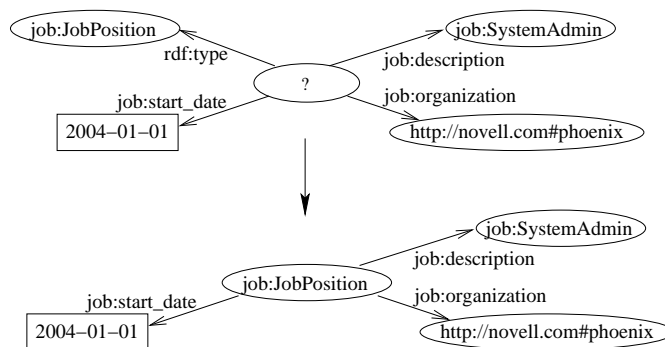 job:JobPosition
job:SystemAdmin
rdf:type
job:description
?
job:start_date
job:organization
2004–01–01
http://novell.com#phoenix
job:SystemAdmin
job:description
job:JobPosition
job:start_date
job:organization
2004–01–01
http://novell.com#phoenix